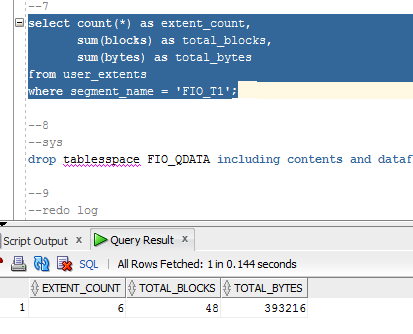 --7
select count(*) as extent_count,
sum(blocks) as total_blocks,
sum(bytes) as total_bytes
from user_extents
where segment_name = 'FIO_T1';
--8
--sys
drop tablespace FIO_QDATA including contents and dataf
--9
--redo log
Script Output x Query Result x
SQL | All Rows Fetched: 1 in 0.144 seconds
EXTENT_COUNT TOTAL_BLOCKS TOTAL_BYTES
1 6 48 393216